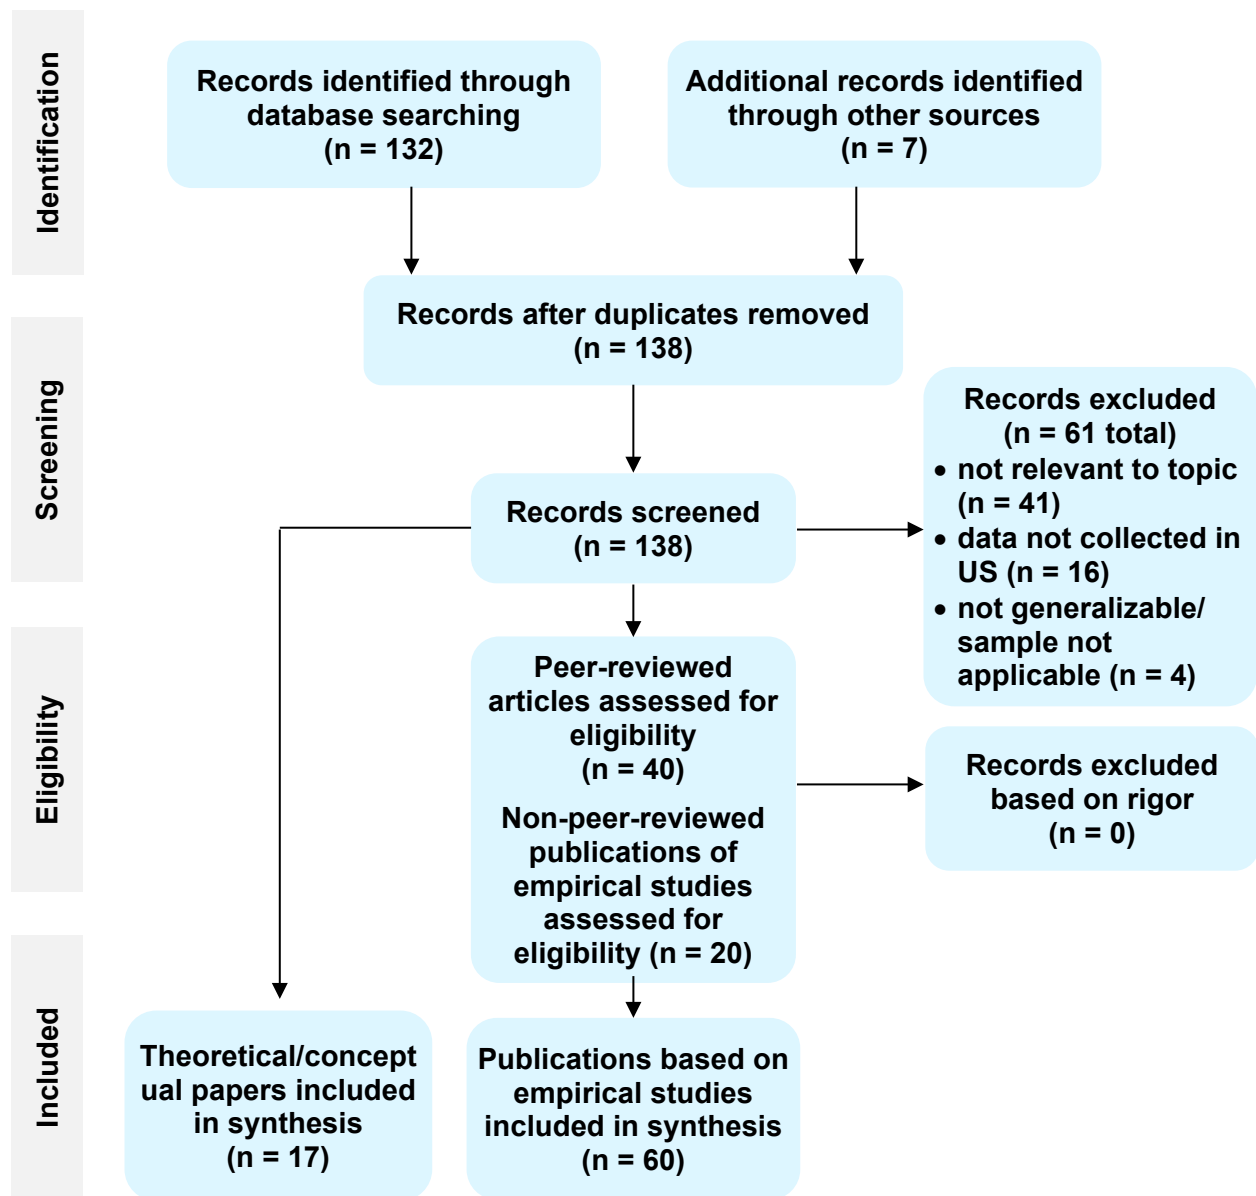 Identification
Records identified through
database searching
(n = 132)
Additional records identified
through other sources
(n = 7)
Records after duplicates removed
(n = 138)
Screening
Records screened
(n = 138)
Records excluded
(n = 61 total)
• not relevant to topic
(n = 41)
• data not collected in
US (n = 16)
• not generalizable/
sample not
applicable (n = 4)
Eligibility
Peer-reviewed
articles assessed for
eligibility
(n = 40)
Non-peer-reviewed
publications of
empirical studies
assessed for
eligibility (n = 20)
Records excluded
based on rigor
(n = 0)
Included
Theoretical/concept
ual papers included
in synthesis
(n = 17)
Publications based on
empirical studies
included in synthesis
(n = 60)